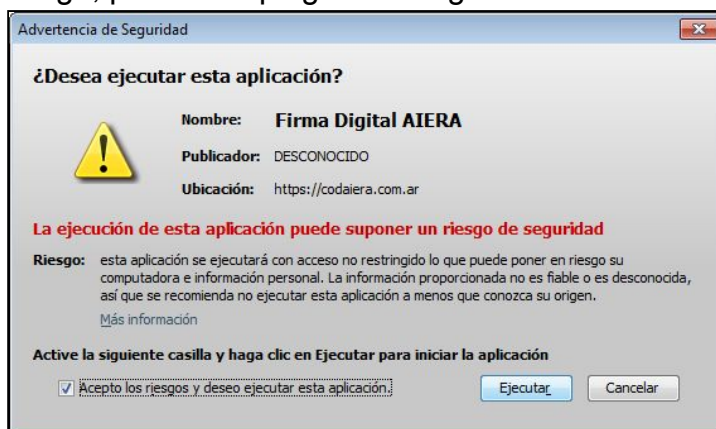 Advertencia de Seguridad
¿Desea ejecutar esta aplicación?
Nombre: Firma Digital AIERA
Publicador: DESCONOCIDO
Ubicación: https://codaiera.com.ar
La ejecución de esta aplicación puede suponer un riesgo de seguridad
Riesgo: esta aplicación se ejecutará con acceso no restringido lo que puede poner en riesgo su
computadora e información personal. La información proporcionada no es fiable o es desconocida,
así que se recomienda no ejecutar esta aplicación a menos que conozca su origen.
Más información
Active la siguiente casilla y haga clic en Ejecutar para iniciar la aplicación
Acepto los riesgos y deseo ejecutar esta aplicación.
Ejecutar Cancelar